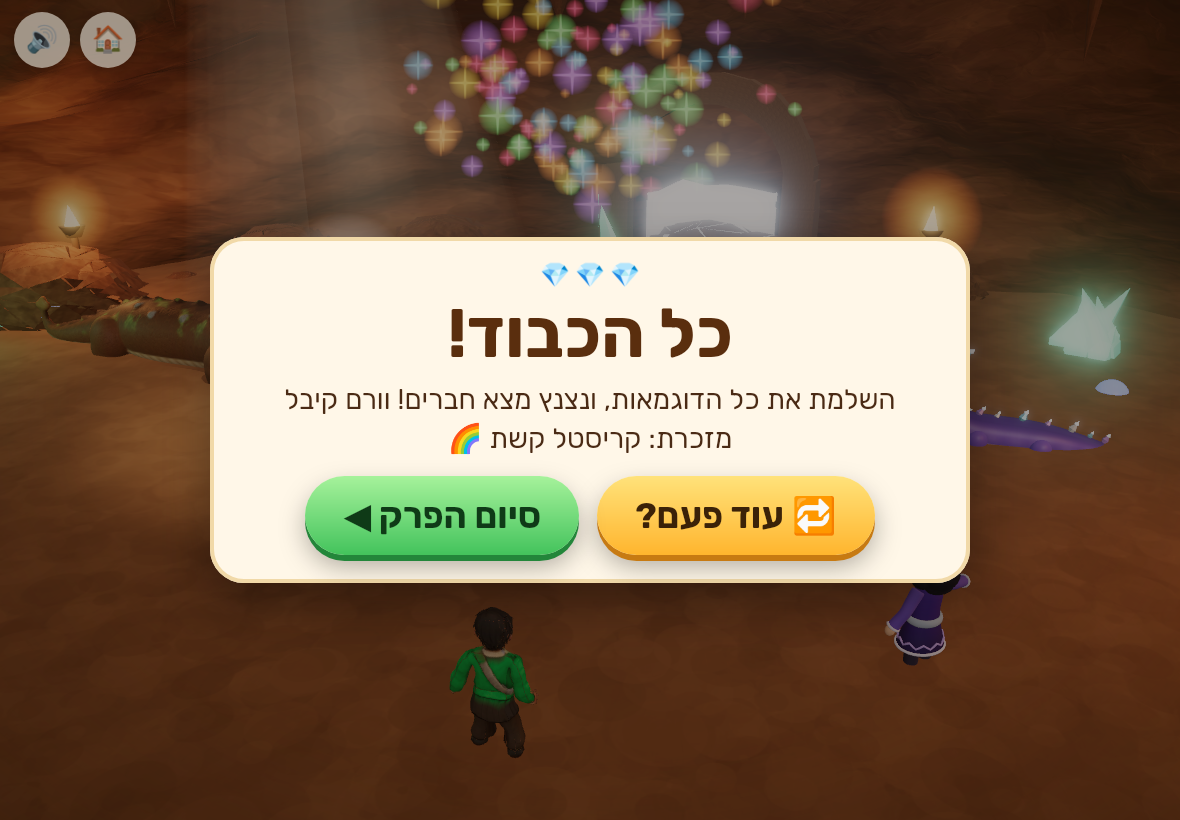 כל הכבוד!
השלמת את כל הדוגמאות, ונצנץ מצא חברים! וורם קיבל
מזכרת: קריסטל קשת 🌈
🔁 עוד פעם?
סיום הפרק ◀